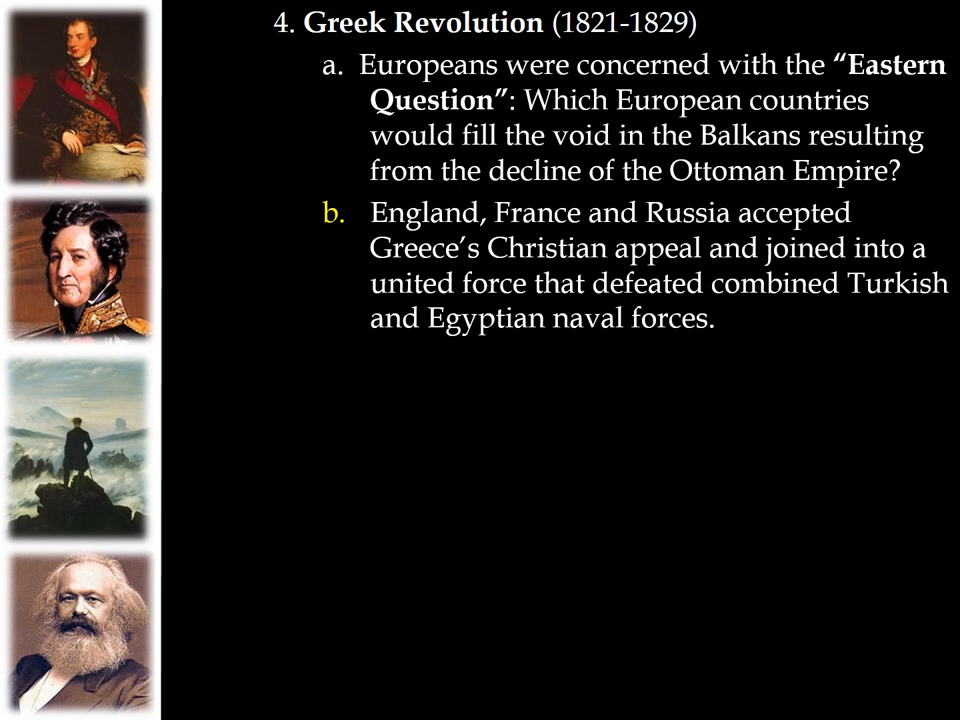 4. Greek Revolution (1821-1829)
a. Europeans were concerned with the “Eastern
Question”: Which European countries
would fill the void in the Balkans resulting
from the decline of the Ottoman Empire?
b. England, France and Russia accepted
Greece’s Christian appeal and joined into a
united force that defeated combined Turkish
and Egyptian naval forces.